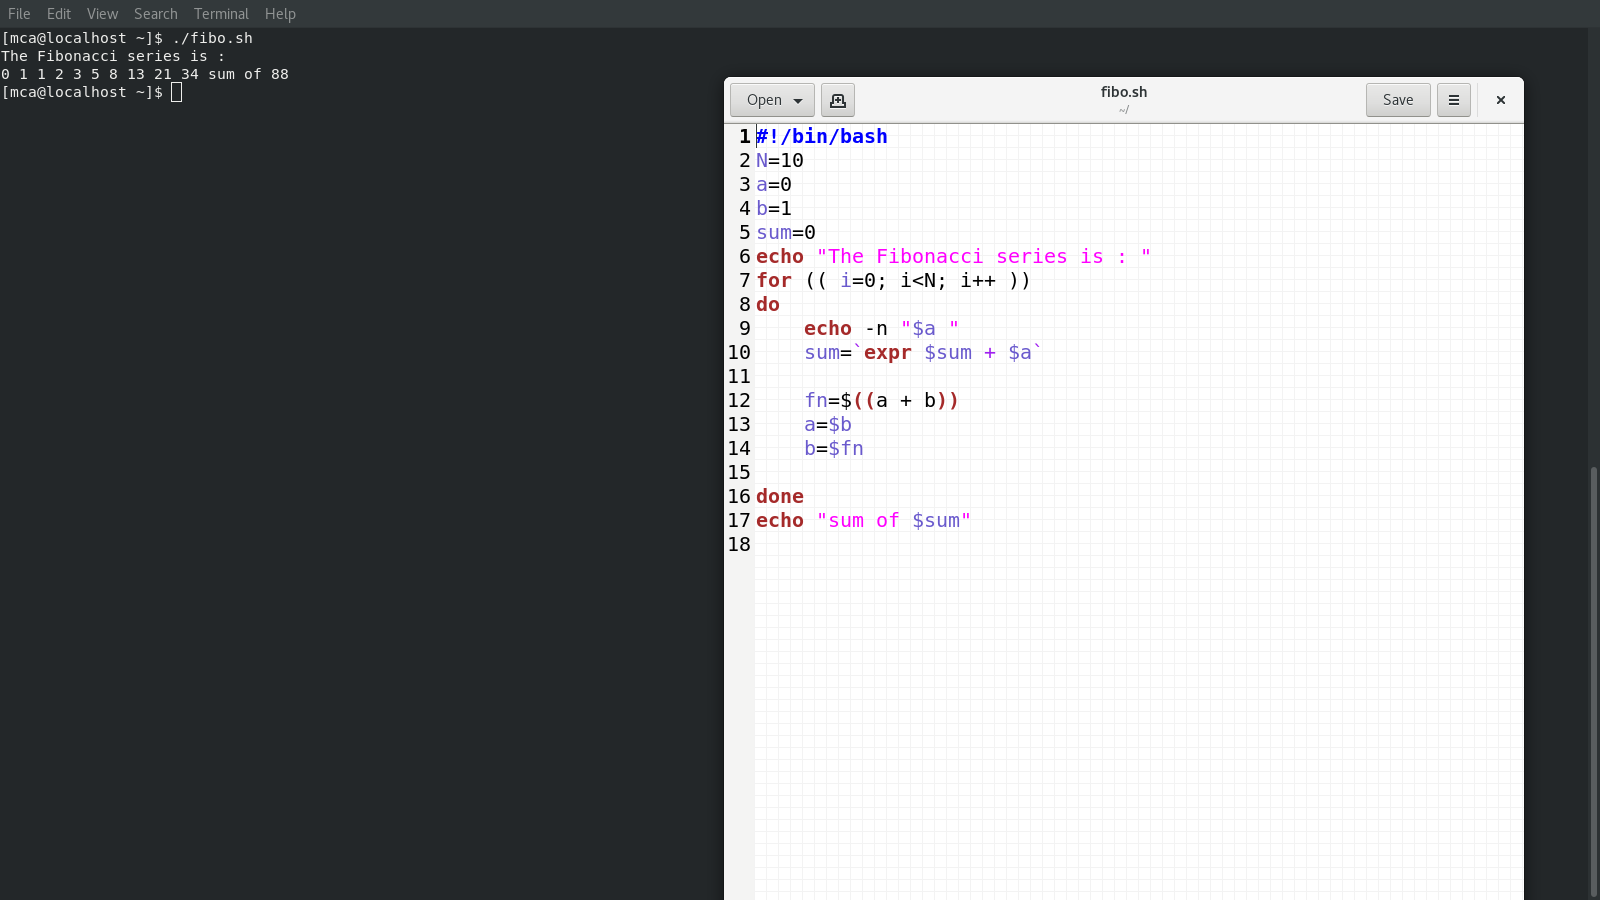 File Edit View Search Terminal Help
[mca@localhost ~]$ ./fibo.sh
The Fibonacci series is :
0 1 1 2 3 5 8 13 21 34 sum of 88
[mca@localhost ~]$
Open fibo.sh Save
~/
1 #!/bin/bash
2 N=10
3 a=0
4 b=1
5 sum=0
6 echo "The Fibonacci series is : "
7 for (( i=0; i<N; i++ ))
8 do
9     echo -n "$a "
10     sum=`expr $sum + $a`
11
12     fn=$((a + b))
13     a=$b
14     b=$fn
15
16 done
17 echo "sum of $sum"
18